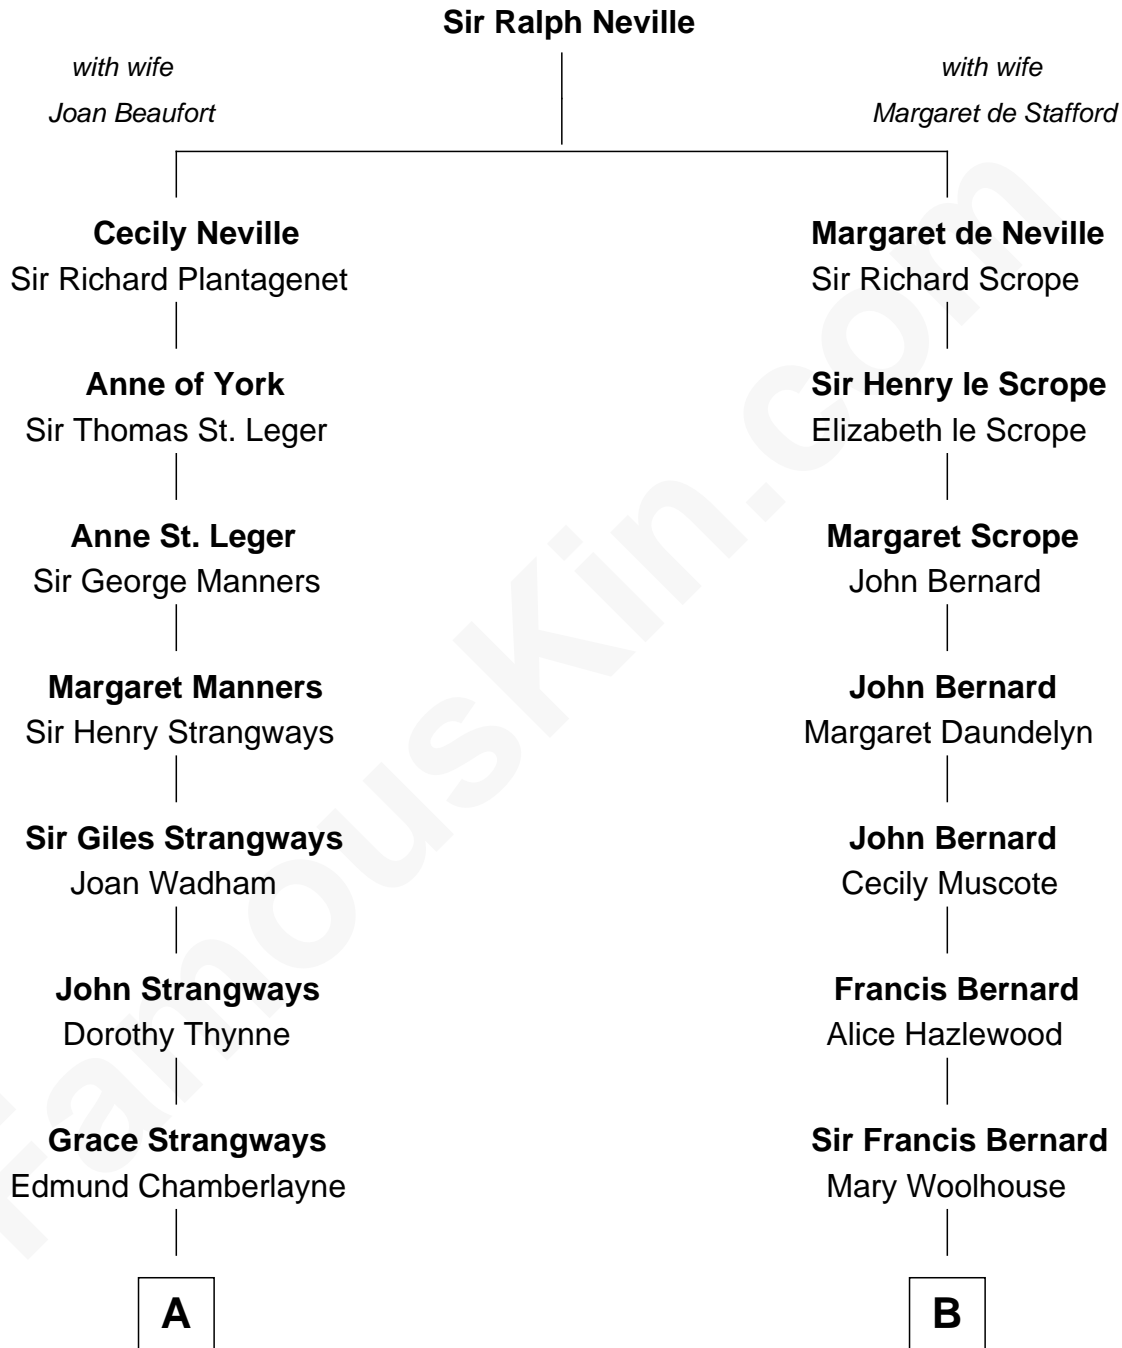 Sir Ralph Neville
with wife
Joan Beaufort
with wife
Margaret de Stafford
Cecily Neville
Sir Richard Plantagenet
Margaret de Neville
Sir Richard Scrope
Anne of York
Sir Thomas St. Leger
Sir Henry le Scrope
Elizabeth le Scrope
Anne St. Leger
Sir George Manners
Margaret Scrope
John Bernard
Margaret Manners
Sir Henry Strangways
John Bernard
Margaret Daundelyn
Sir Giles Strangways
Joan Wadham
John Bernard
Cecily Muscote
John Strangways
Dorothy Thynne
Francis Bernard
Alice Hazlewood
Grace Strangways
Edmund Chamberlayne
Sir Francis Bernard
Mary Woolhouse
A
B
FamousKin.com